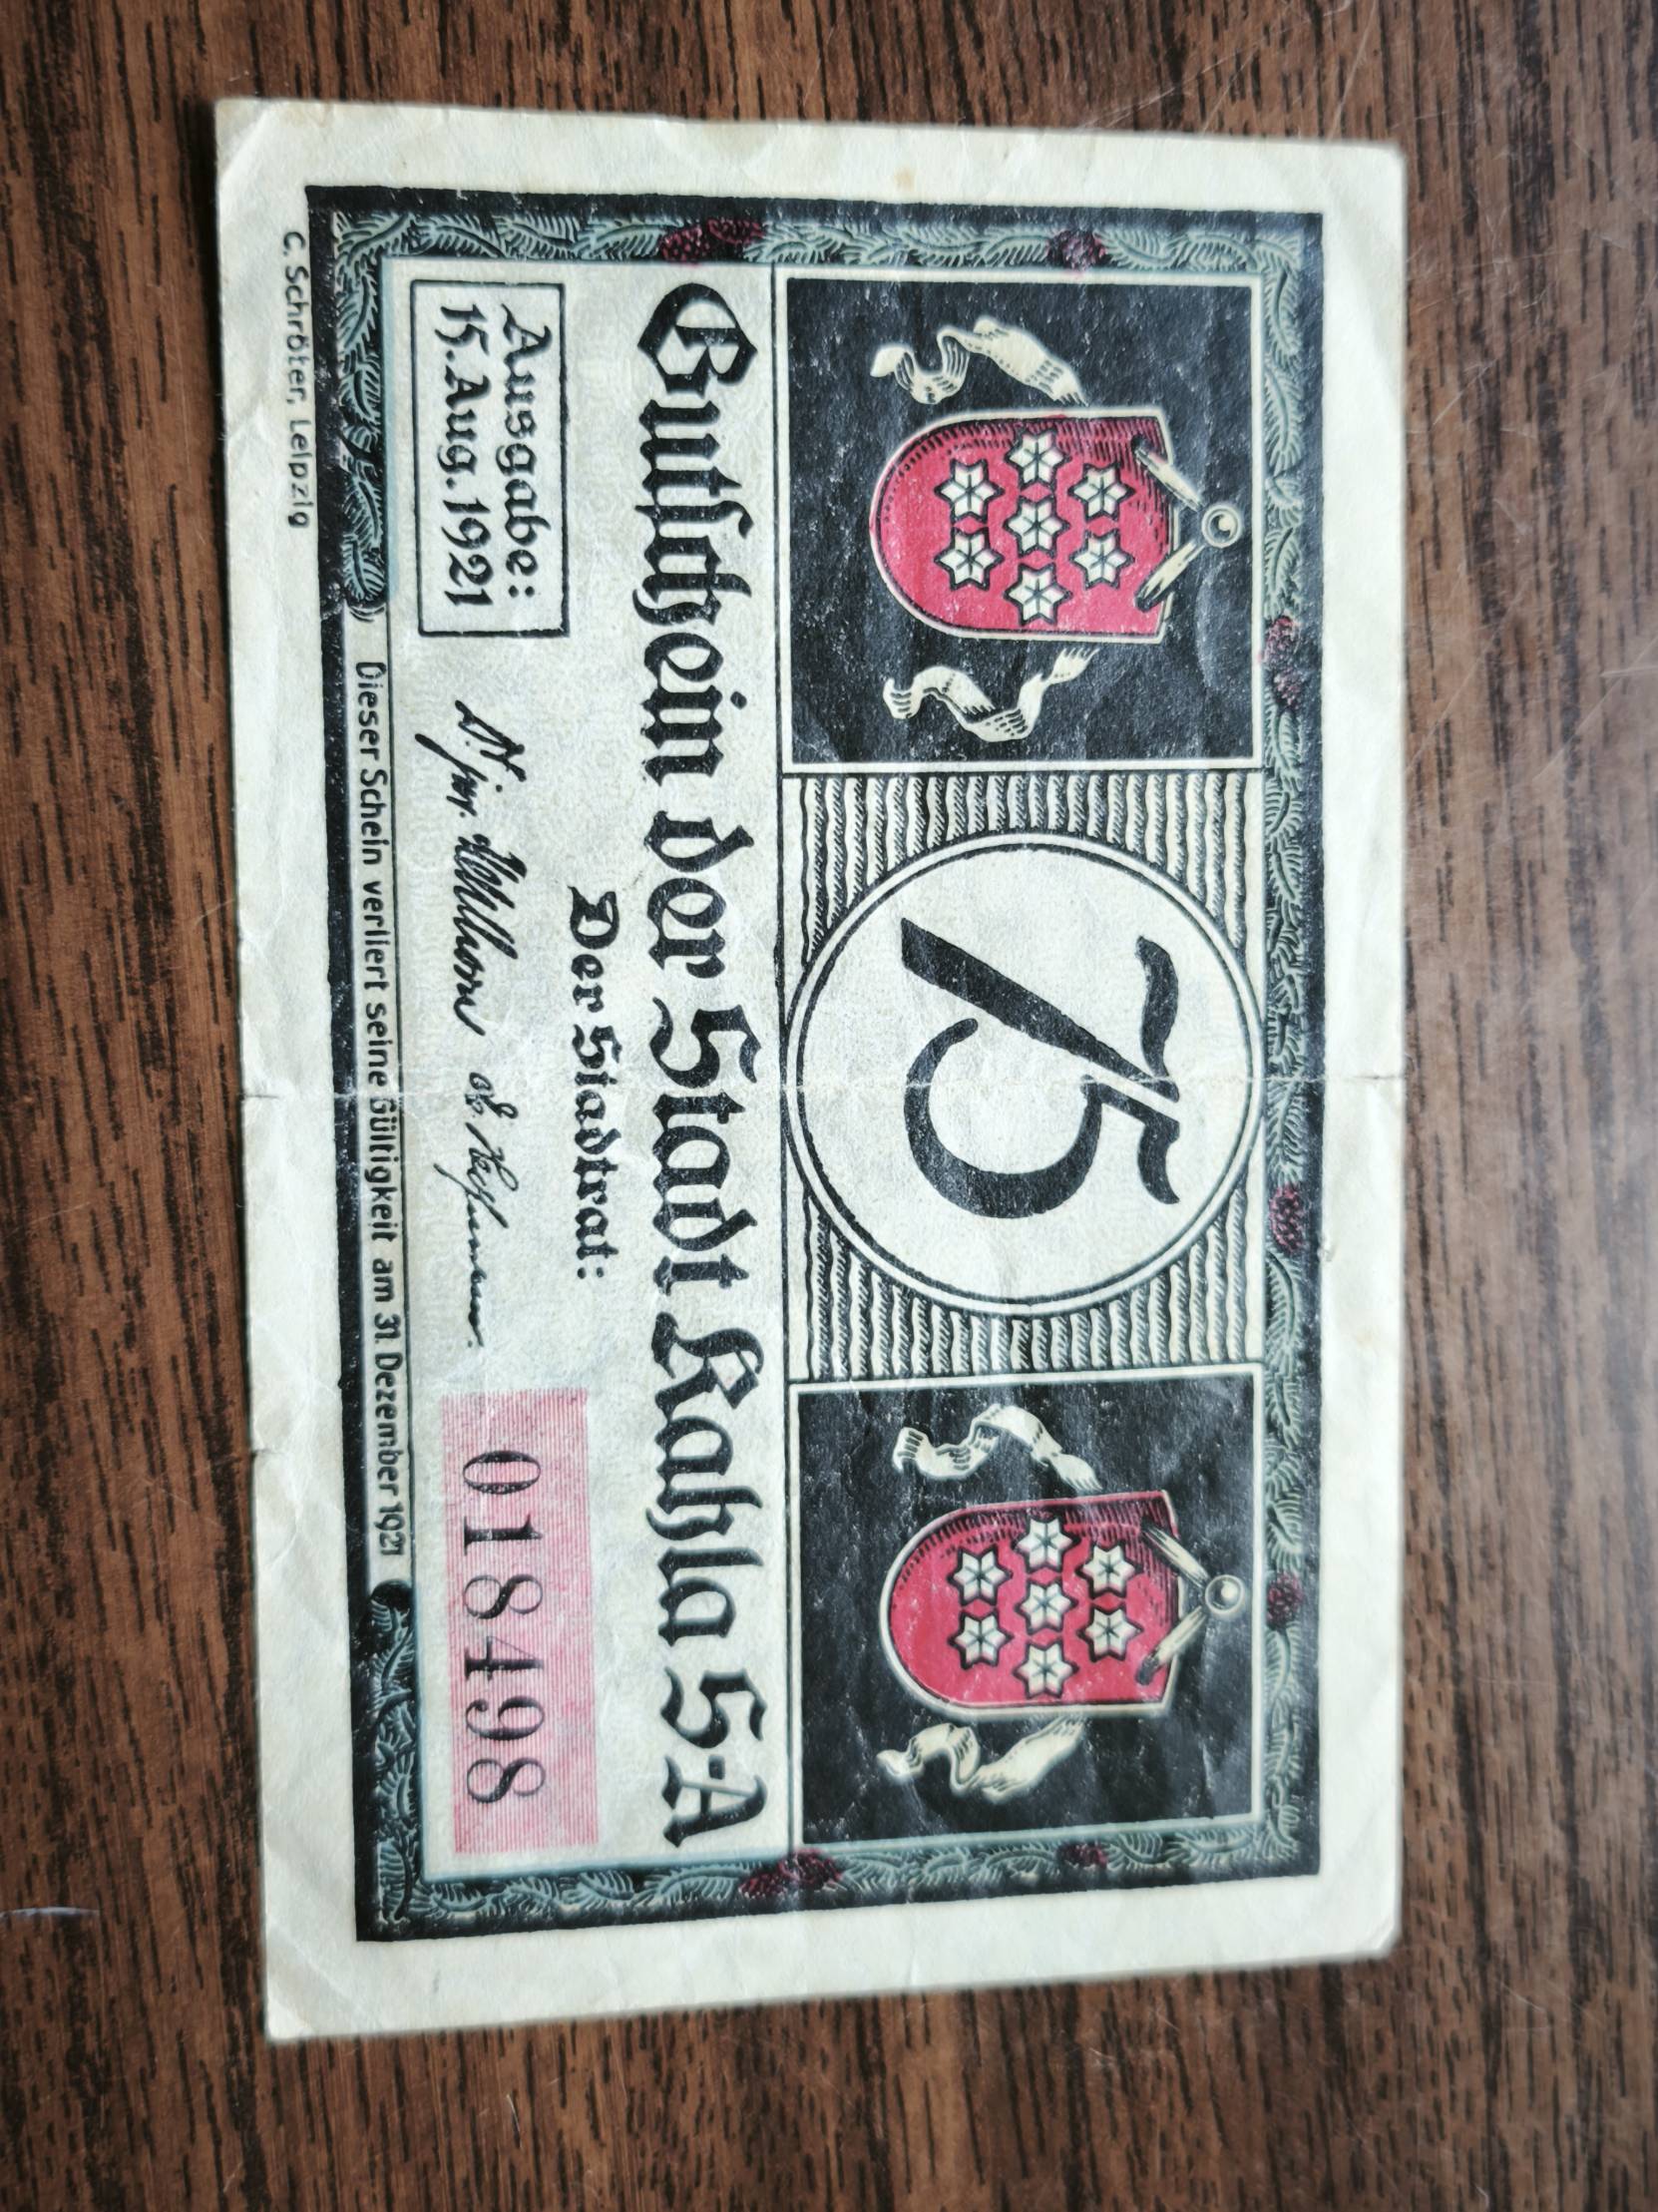 75
Gutschein der Stadt Kahla S-A
Der Stadtrat:
Ausgabe:
15. Aug. 1921
018498
Dieser Schein verliert seine Gültigkeit am 31. Dezember 1921
C. Schröter, Leipzig